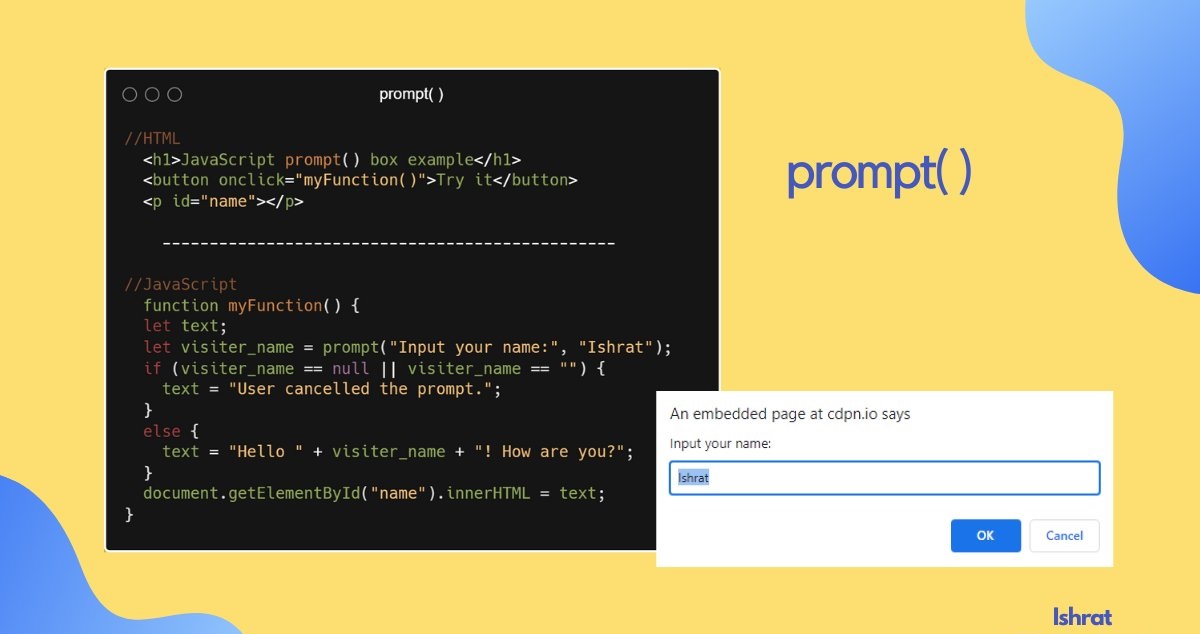 prompt( )
//HTML
<h1>JavaScript prompt() box example</h1>
<button onclick="myFunction()">Try it</button>
<p id="name"></p>
------------------------------------------------
//JavaScript
function myFunction() {
let text;
let visiter_name = prompt("Input your name:", "Ishrat");
if (visiter_name == null || visiter_name == "") {
text = "User cancelled the prompt.";
}
else {
text = "Hello " + visiter_name + "! How are you?";
}
document.getElementById("name").innerHTML = text;
}
prompt( )
An embedded page at cdpn.io says
Input your name:
Ishrat
OK
Cancel
Ishrat